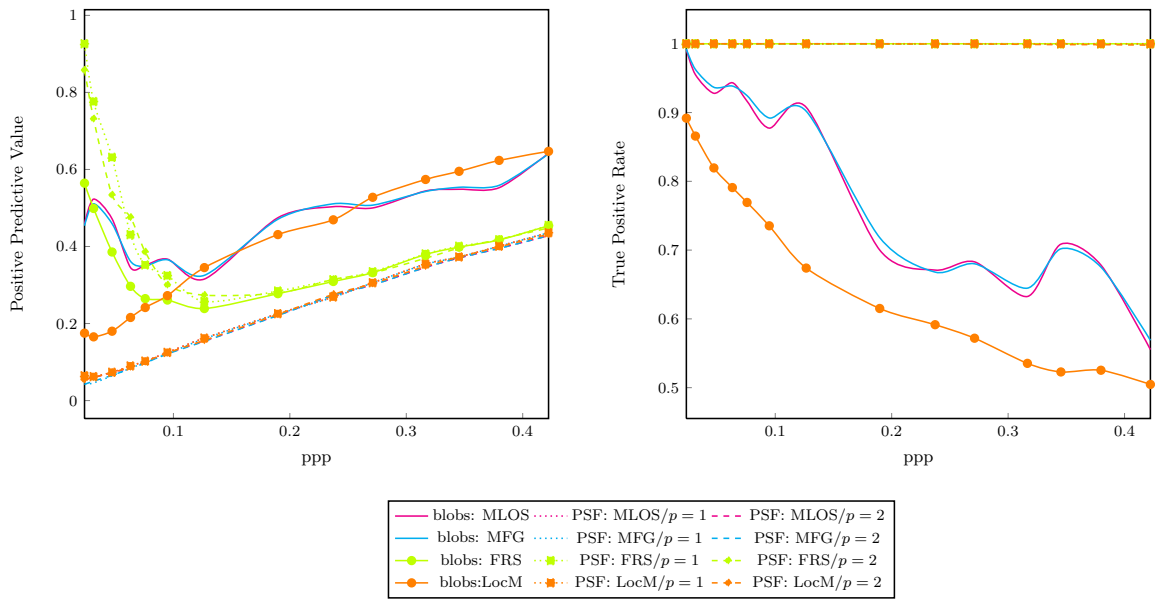 1
0.8
0.6
0.4
0.2
0
Positive Predictive Value
0.1 0.2 0.3 0.4
ppp
1
0.9
0.8
0.7
0.6
0.5
True Positive Rate
0.1 0.2 0.3 0.4
ppp
blobs: MLOS PSF: MLOS/p = 1 PSF: MLOS/p = 2
blobs: MFG PSF: MFG/p = 1 PSF: MFG/p = 2
blobs: FRS PSF: FRS/p = 1 PSF: FRS/p = 2
blobs:LocM PSF: LocM/p = 1 PSF: LocM/p = 2